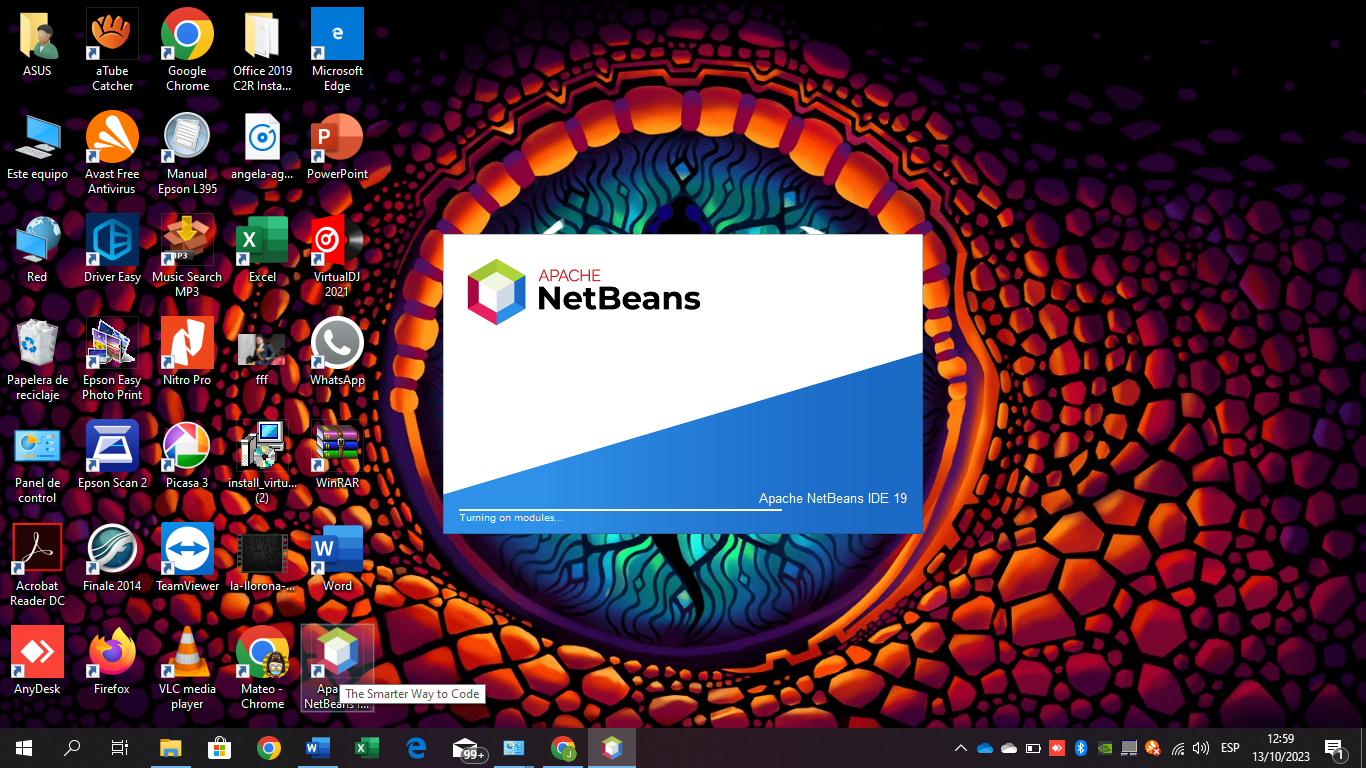 ASUS
aTube
Catcher
Google
Chrome
Office 2019
C2R Insta...
Microsoft
Edge
Este equipo
Avast Free
Antivirus
Manual
Epson L395
angela-ag...
PowerPoint
Red
Driver Easy
Music Search
MP3
Excel
VirtualDJ
2021
Papelera de
reciclaje
Epson Easy
Photo Print
Nitro Pro
fff
WhatsApp
Panel de
control
Epson Scan 2
Picasa 3
install_virtu...
(2)
WinRAR
Acrobat
Reader DC
Finale 2014
TeamViewer
la-llorona-...
Word
AnyDesk
Firefox
VLC media
player
Mateo -
Chrome
Apa
NetBeans I...
The Smarter Way to Code
APACHE
NetBeans
Apache NetBeans IDE 19
Turning on modules...
99+
ESP
12:59
13/10/2023
1